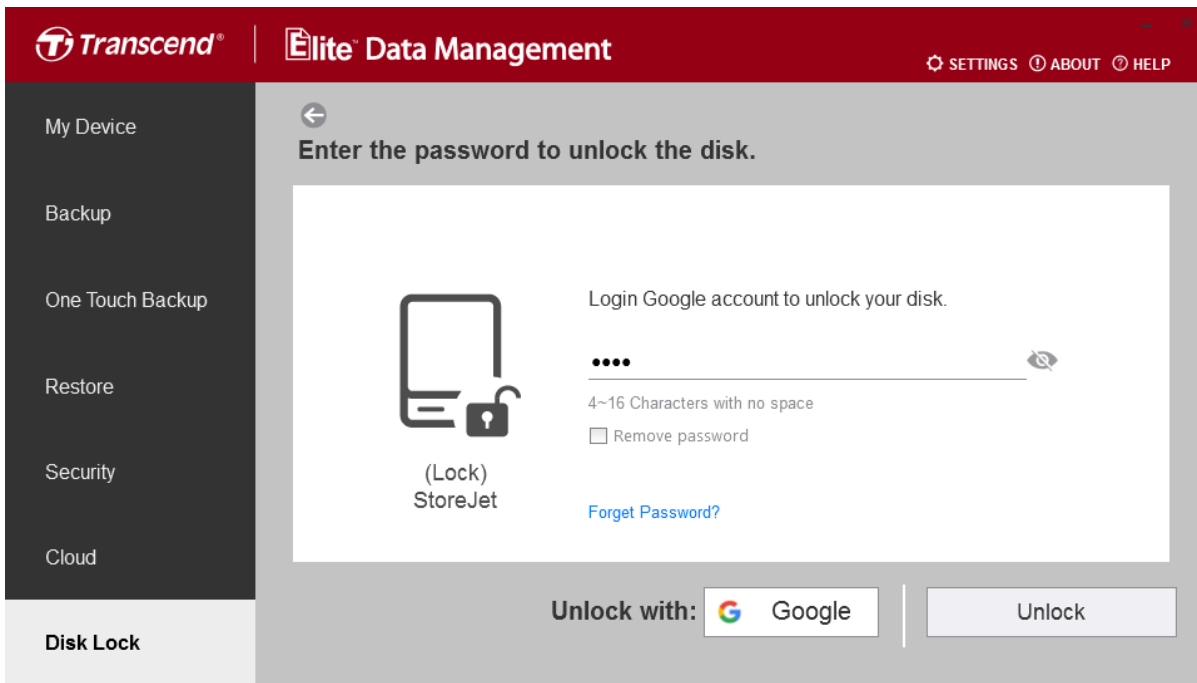 Transcend®
Elite™ Data Management
SETTINGS ABOUT HELP
My Device
Backup
One Touch Backup
Restore
Security
Cloud
Disk Lock
Enter the password to unlock the disk.
(Lock)
StoreJet
Login Google account to unlock your disk.
••••
4~16 Characters with no space
Remove password
Forget Password?
Unlock with: Google
Unlock